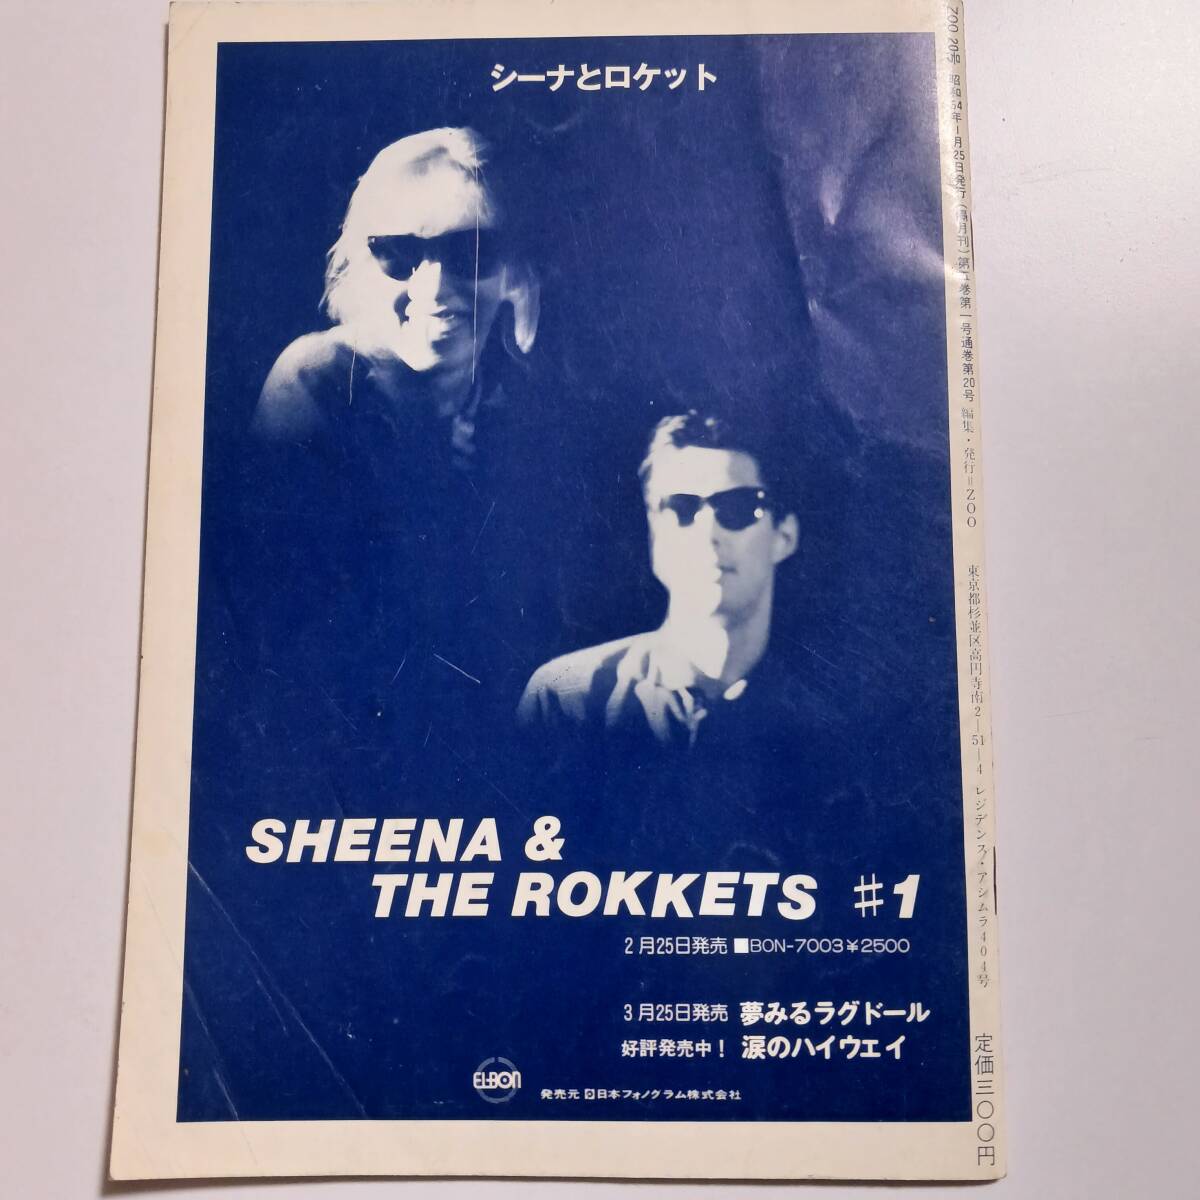 シーナとロケット
SHEENA &
THE ROKKETS #1
2月25日発売 ■BON-7003¥2500
3月25日発売 夢みるラグドール
好評発売中! 涙のハイウェイ
ELBON
発売元 日本フォノグラム株式会社
ZOO 20号 昭和54年1月25日発行(隔月刊)第五巻第一号通巻第20号 編集・発行=ZOO 東京都杉並区高円寺南2―51―4 レジデンス・アシムラ404号
定価三〇〇円